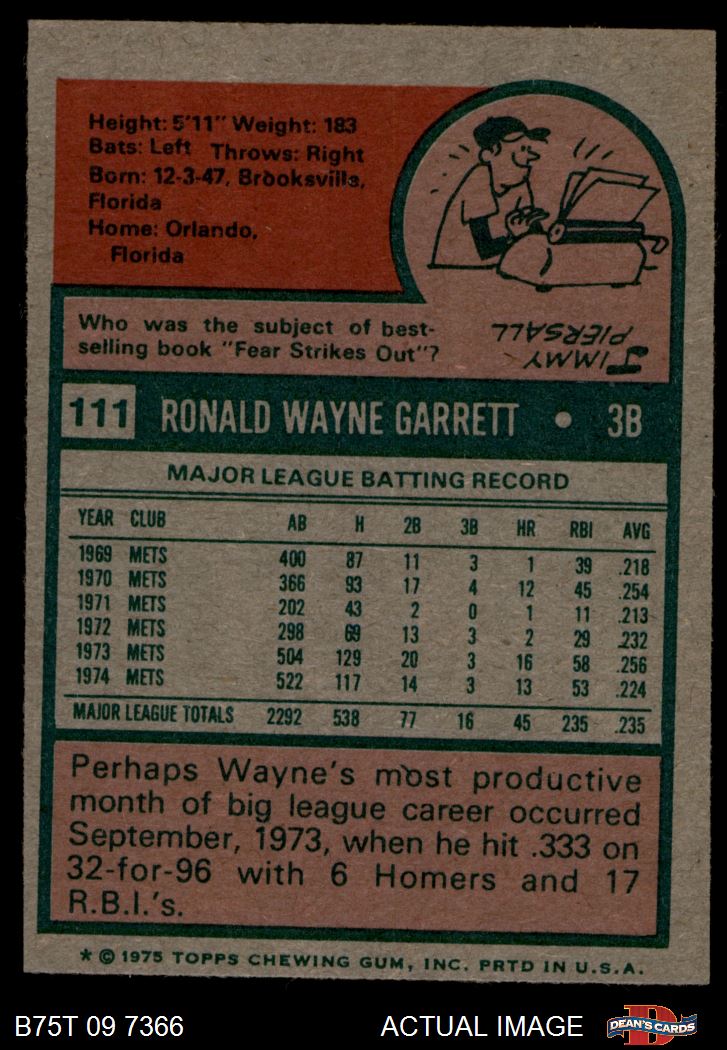 Height: 5'11" Weight: 183
Bats: Left Throws: Right
Born: 12-3-47, Brooksville,
Florida
Home: Orlando,
Florida
Who was the subject of best-
selling book "Fear Strikes Out"?
JIMMY
PIERSALL
111 RONALD WAYNE GARRETT • 3B
MAJOR LEAGUE BATTING RECORD
YEAR CLUB AB H 2B 3B HR RBI AVG
1969 METS 400 87 11 3 1 39 .218
1970 METS 366 93 17 4 12 45 .254
1971 METS 202 43 2 0 1 11 .213
1972 METS 298 69 13 3 2 29 .232
1973 METS 504 129 20 3 16 58 .256
1974 METS 522 117 14 3 13 53 .224
MAJOR LEAGUE TOTALS 2292 538 77 16 45 235 .235
Perhaps Wayne's most productive
month of big league career occurred
September, 1973, when he hit .333 on
32-for-96 with 6 Homers and 17
R.B.I.'s.
* © 1975 TOPPS CHEWING GUM, INC. PRTD IN U.S.A.
B75T 09 7366 ACTUAL IMAGE
D
DEAN'S CARDS